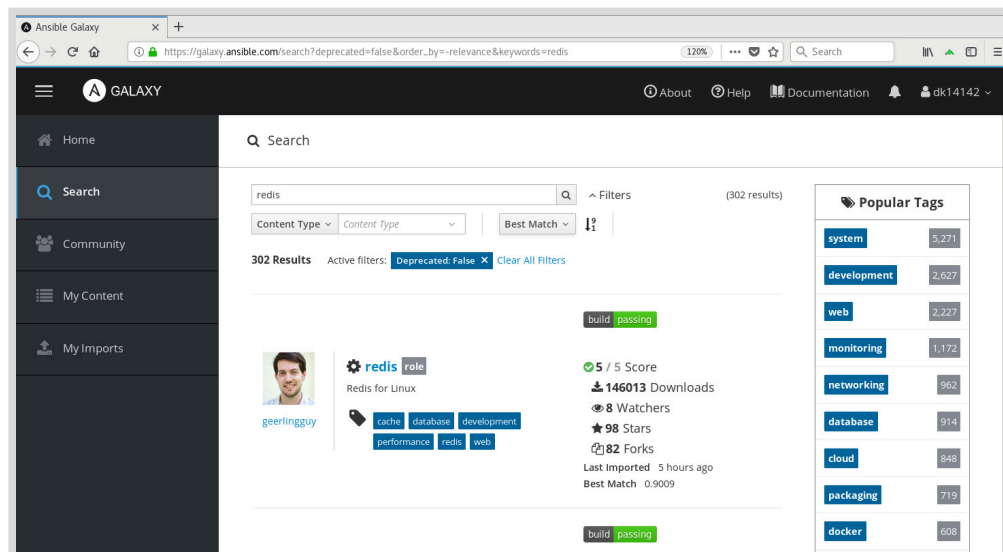 Ansible Galaxy × +
https://galaxy.ansible.com/search?deprecated=false&order_by=-relevance&keywords=redis 120% ••• Search
A GALAXY About Help Documentation dk14142
Home
Search
Community
My Content
My Imports
Search
redis Filters (302 results)
Content Type Content Type Best Match
302 Results Active filters: Deprecated: False × Clear All Filters
build passing
redis role
Redis for Linux
geerlingguy
cache database development
performance redis web
5 / 5 Score
146013 Downloads
8 Watchers
98 Stars
82 Forks
Last Imported 5 hours ago
Best Match 0.9009
build passing
Popular Tags
system 5,271
development 2,627
web 2,227
monitoring 1,172
networking 962
database 914
cloud 848
packaging 719
docker 608